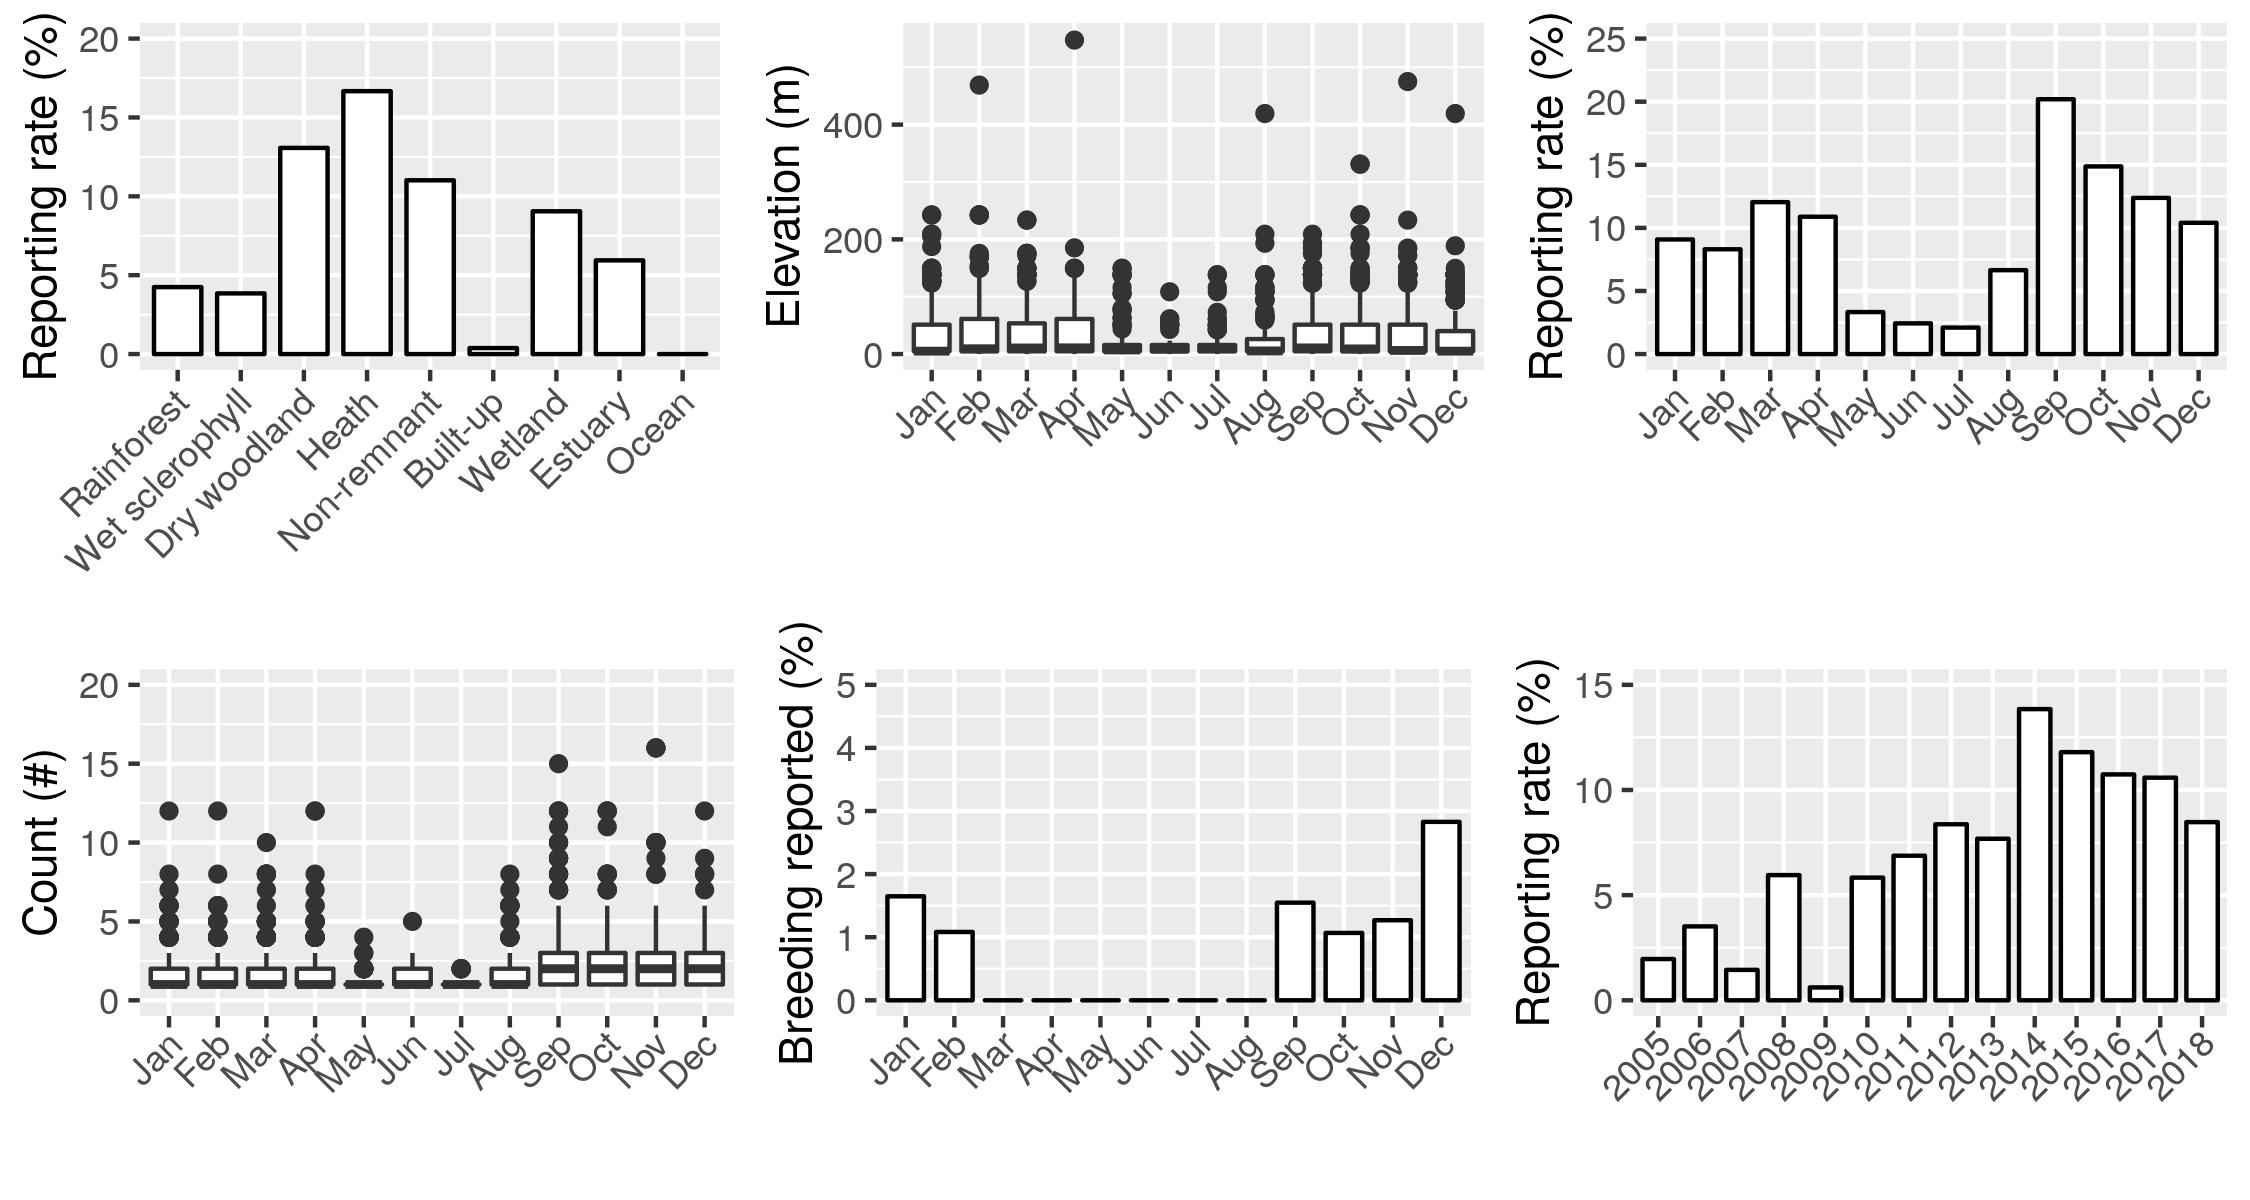 Reporting rate (%)
20
15
10
5
0
Rainforest
Wet sclerophyll
Dry woodland
Heath
Non-remnant
Built-up
Wetland
Estuary
Ocean
Elevation (m)
400
200
0
Jan
Feb
Mar
Apr
May
Jun
Jul
Aug
Sep
Oct
Nov
Dec
Reporting rate (%)
25
20
15
10
5
0
Jan
Feb
Mar
Apr
May
Jun
Jul
Aug
Sep
Oct
Nov
Dec
Count (#)
20
15
10
5
0
Jan
Feb
Mar
Apr
May
Jun
Jul
Aug
Sep
Oct
Nov
Dec
Breeding reported (%)
5
4
3
2
1
0
Jan
Feb
Mar
Apr
May
Jun
Jul
Aug
Sep
Oct
Nov
Dec
Reporting rate (%)
15
10
5
0
2005
2006
2007
2008
2009
2010
2011
2012
2013
2014
2015
2016
2017
2018